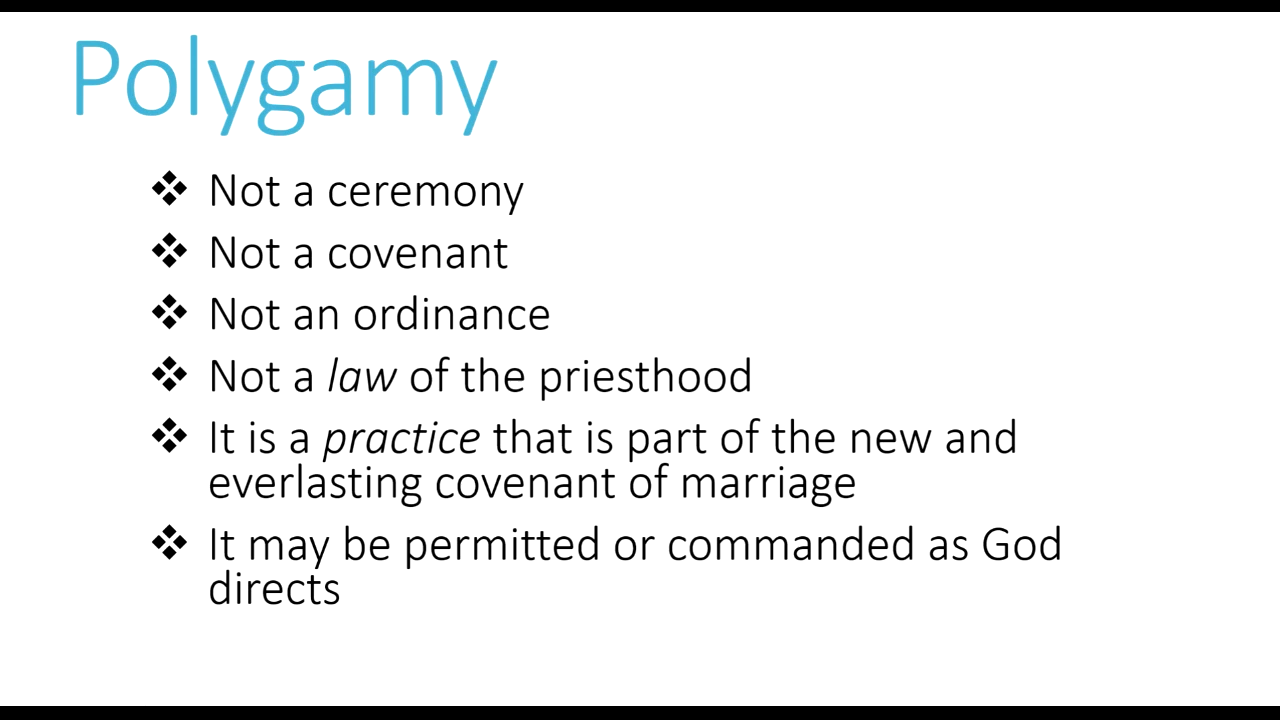 Polygamy
❖ Not a ceremony
❖ Not a covenant
❖ Not an ordinance
❖ Not a law of the priesthood
❖ It is a practice that is part of the new and
everlasting covenant of marriage
❖ It may be permitted or commanded as God
directs